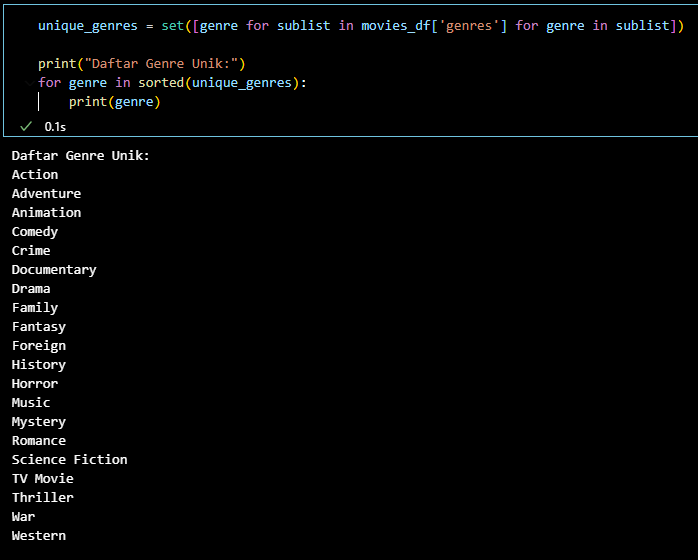 unique_genres = set([genre for sublist in movies_df['genres'] for genre in sublist])
print("Daftar Genre Unik:")
for genre in sorted(unique_genres):
    print(genre)
0.1s
Daftar Genre Unik:
Action
Adventure
Animation
Comedy
Crime
Documentary
Drama
Family
Fantasy
Foreign
History
Horror
Music
Mystery
Romance
Science Fiction
TV Movie
Thriller
War
Western